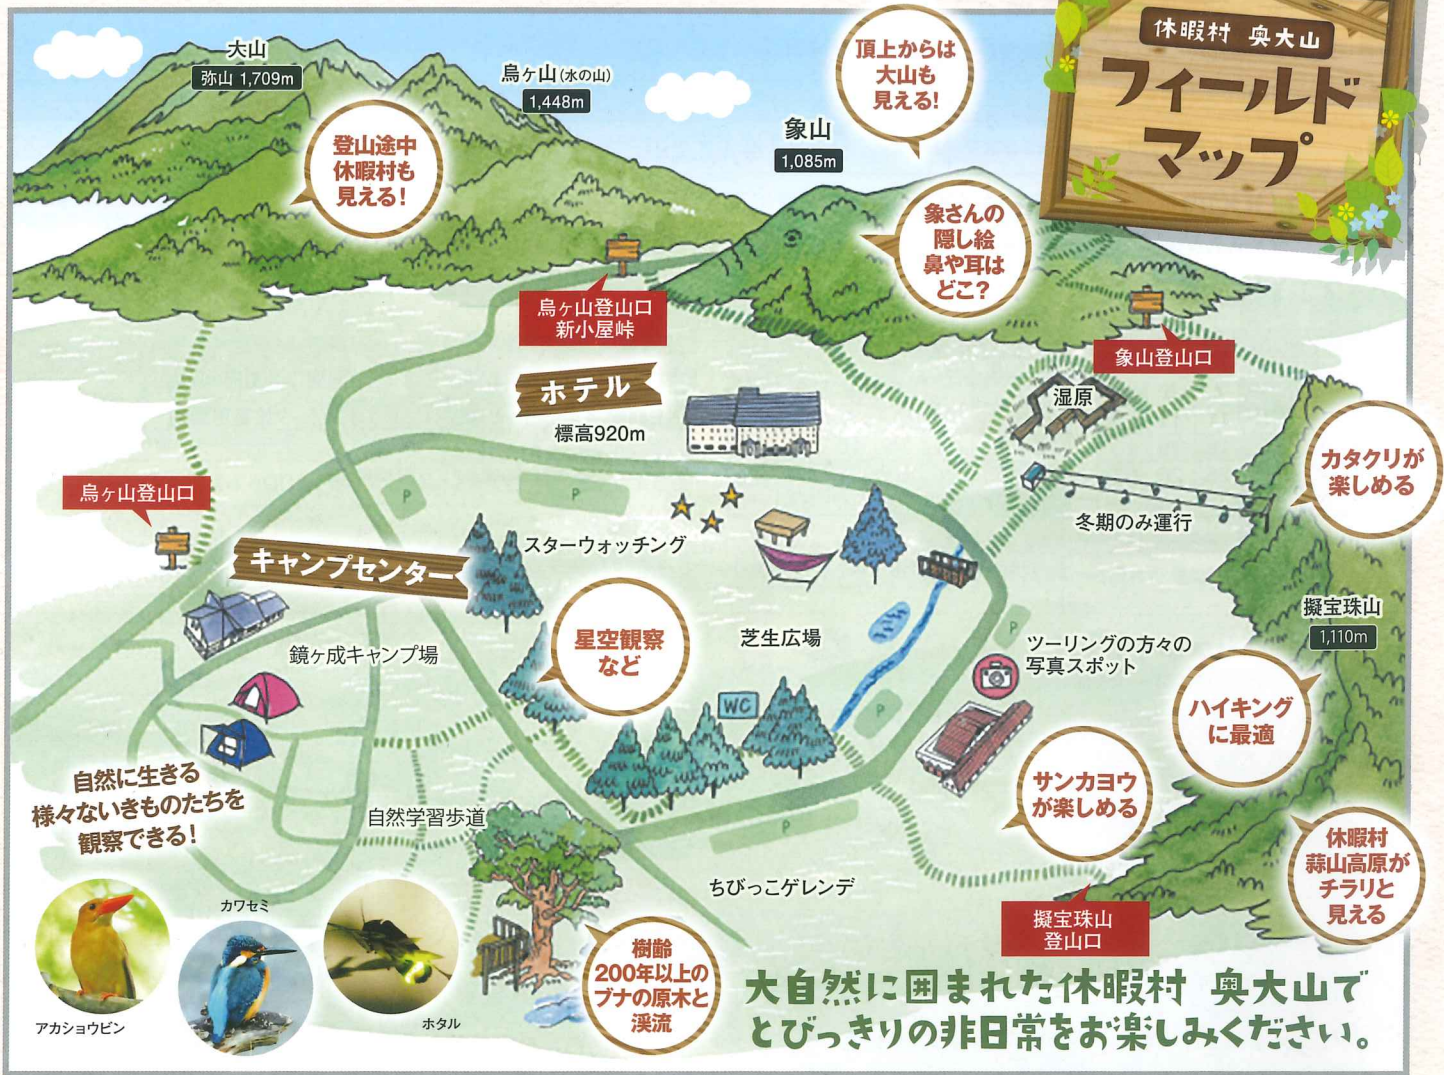 休暇村 奥大山
フィールド
マップ
大山
弥山 1,709m
烏ヶ山(水の山)
1,448m
頂上からは
大山も
見える!
象山
1,085m
登山途中
休暇村も
見える!
象さんの
隠し絵
鼻や耳は
どこ?
烏ヶ山登山口
新小屋峠
象山登山口
ホテル
標高920m
湿原
カタクリが
楽しめる
烏ヶ山登山口
P
P
冬期のみ運行
スターウォッチング
キャンプセンター
擬宝珠山
1,110m
星空観察
など
芝生広場
P
ツーリングの方々の
写真スポット
鏡ヶ成キャンプ場
WC
P
ハイキング
に最適
自然に生きる
様々ないきものたちを
観察できる!
サンカヨウ
が楽しめる
自然学習歩道
P
休暇村
蒜山高原が
チラリと
見える
ちびっこゲレンデ
カワセミ
擬宝珠山
登山口
樹齢
200年以上の
ブナの原木と
渓流
アカショウビン
ホタル
大自然に囲まれた休暇村 奥大山で
とびっきりの非日常をお楽しみください。